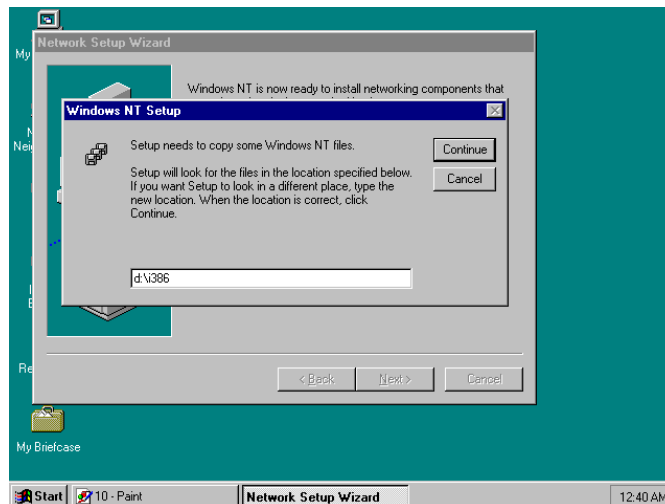 My
Network Setup Wizard
Windows NT is now ready to install networking components that
Windows NT Setup
N
Nei
Setup needs to copy some Windows NT files.
Setup will look for the files in the location specified below.
If you want Setup to look in a different place, type the
new location. When the location is correct, click
Continue.
Continue
Cancel
d:\i386
I
E
Re
< Back
Next >
Cancel
My Briefcase
Start
10 - Paint
Network Setup Wizard
12:40 AM